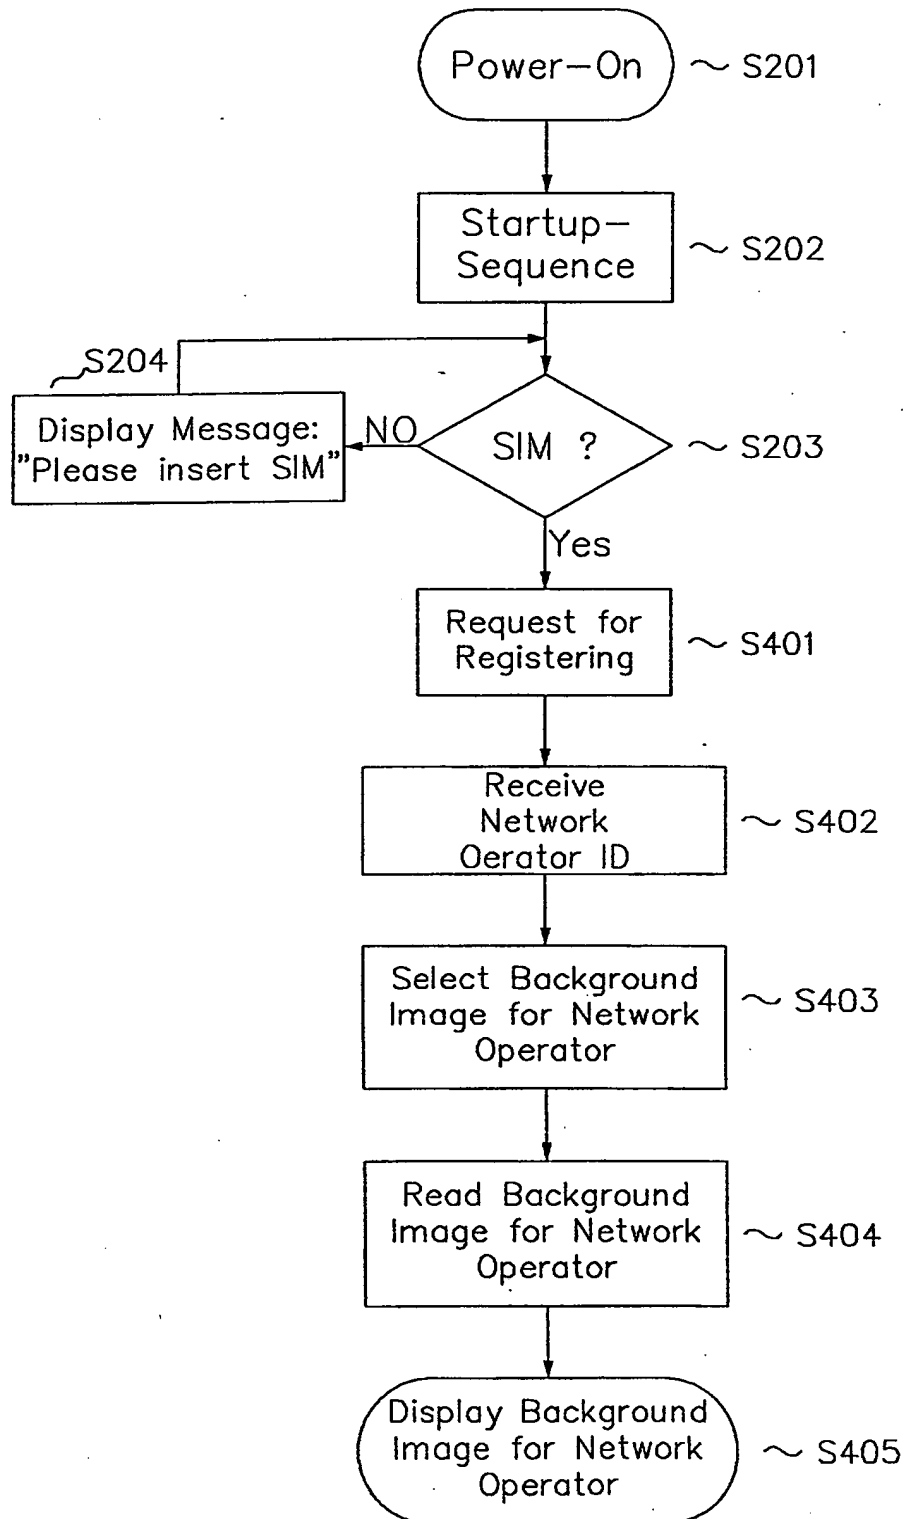 Power-On
~ S201
Startup-
Sequence
~ S202
S204
Display Message:
"Please insert SIM"
NO
SIM ?
~ S203
Yes
Request for
Registering
~ S401
Receive
Network
Oerator ID
~ S402
Select Background
Image for Network
Operator
~ S403
Read Background
Image for Network
Operator
~ S404
Display Background
Image for Network
Operator
~ S405